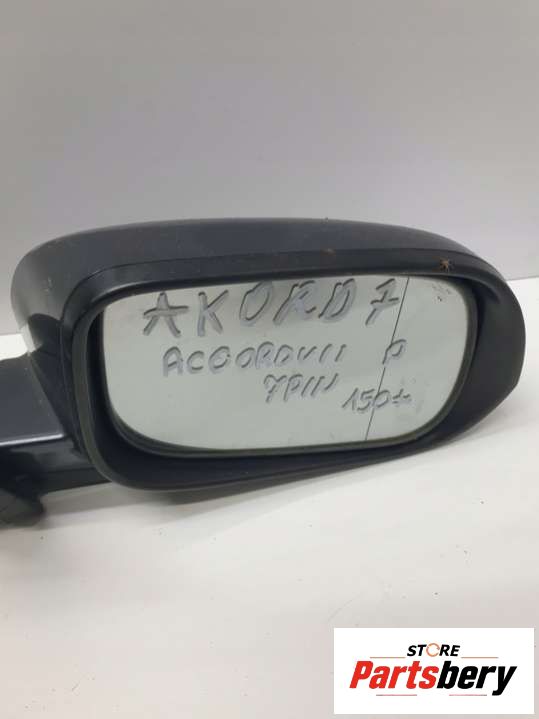 AKORD 7
ACCORD VII P
7PIN 150+
STORE
Partsbery